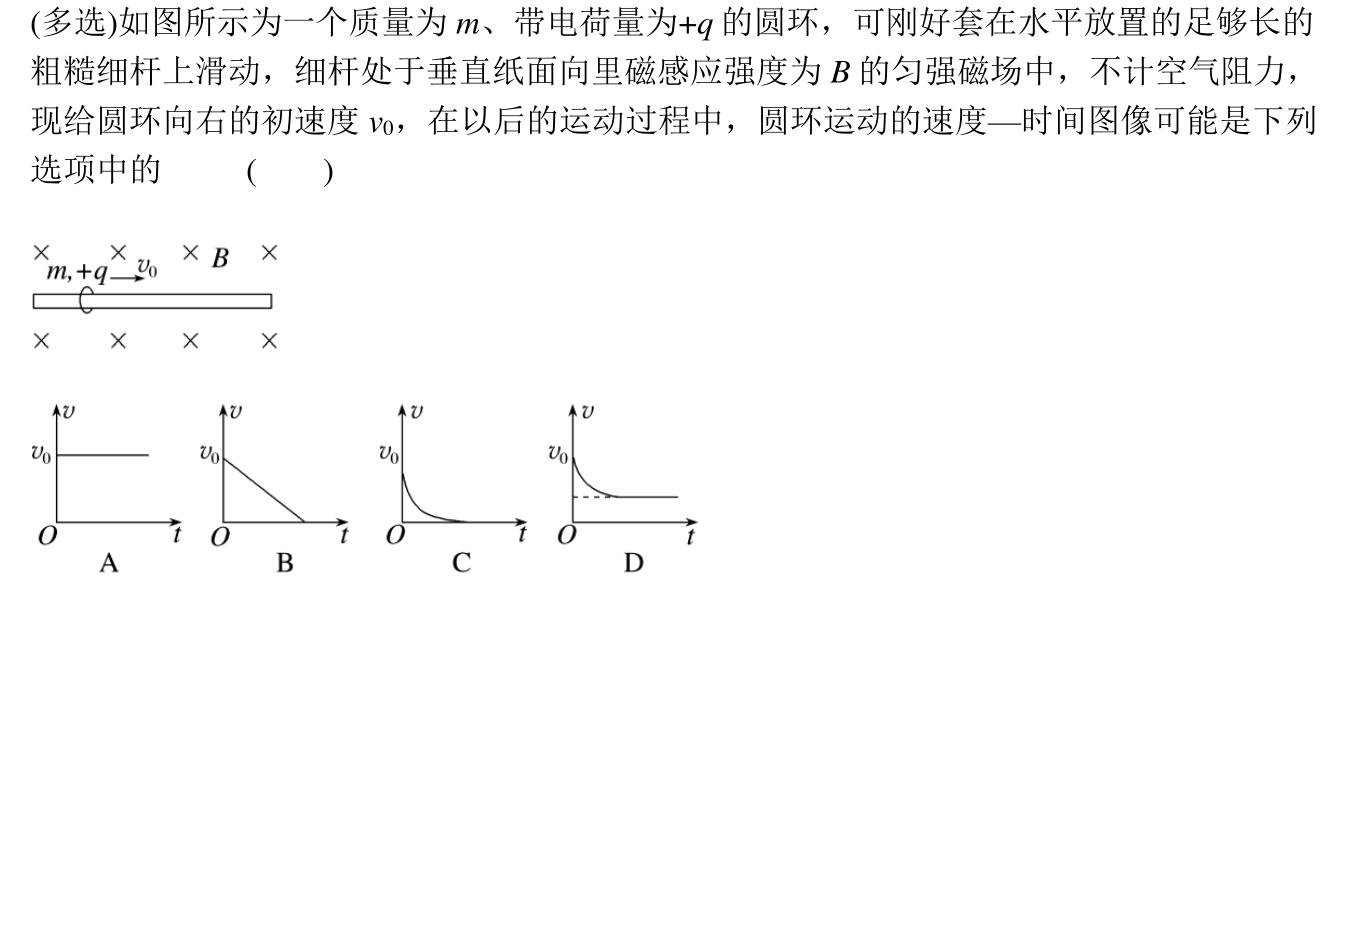 (多选)如图所示为一个质量为 m、带电荷量为+q 的圆环，可刚好套在水平放置的足够长的
粗糙细杆上滑动，细杆处于垂直纸面向里磁感应强度为 B 的匀强磁场中，不计空气阻力，
现给圆环向右的初速度 v₀，在以后的运动过程中，圆环运动的速度—时间图像可能是下列
选项中的 ( )
× × × B ×
m,+q v₀
× × × ×
v v v v
v₀ v₀ v₀ v₀
O t O t O t O t
A B C D